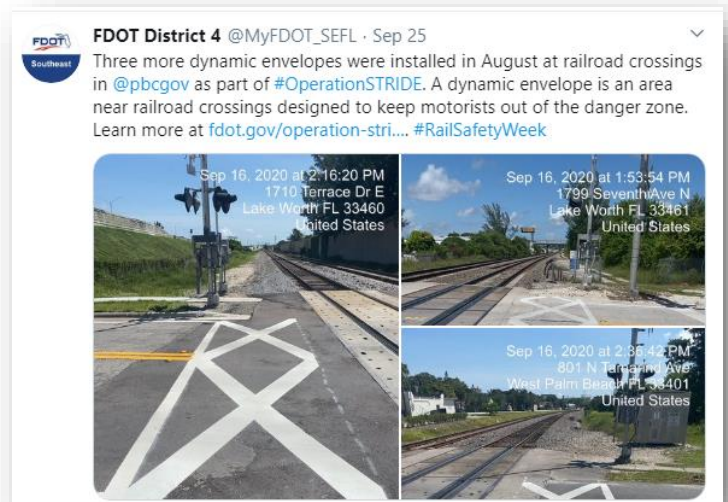 FDOT
Southeast
FDOT District 4 @MyFDOT_SEFL · Sep 25
Three more dynamic envelopes were installed in August at railroad crossings
in @pbcgov as part of #OperationSTRIDE. A dynamic envelope is an area
near railroad crossings designed to keep motorists out of the danger zone.
Learn more at fdot.gov/operation-stri.... #RailSafetyWeek
Sep 16, 2020 at 2:16:20 PM
1710 Terrace Dr E
Lake Worth FL 33460
United States
Sep 16, 2020 at 1:53:54 PM
1799 Seventh Ave N
Lake Worth FL 33461
United States
Sep 16, 2020 at 2:36:42 PM
801 N Tamarind Ave
West Palm Beach FL 33401
United States